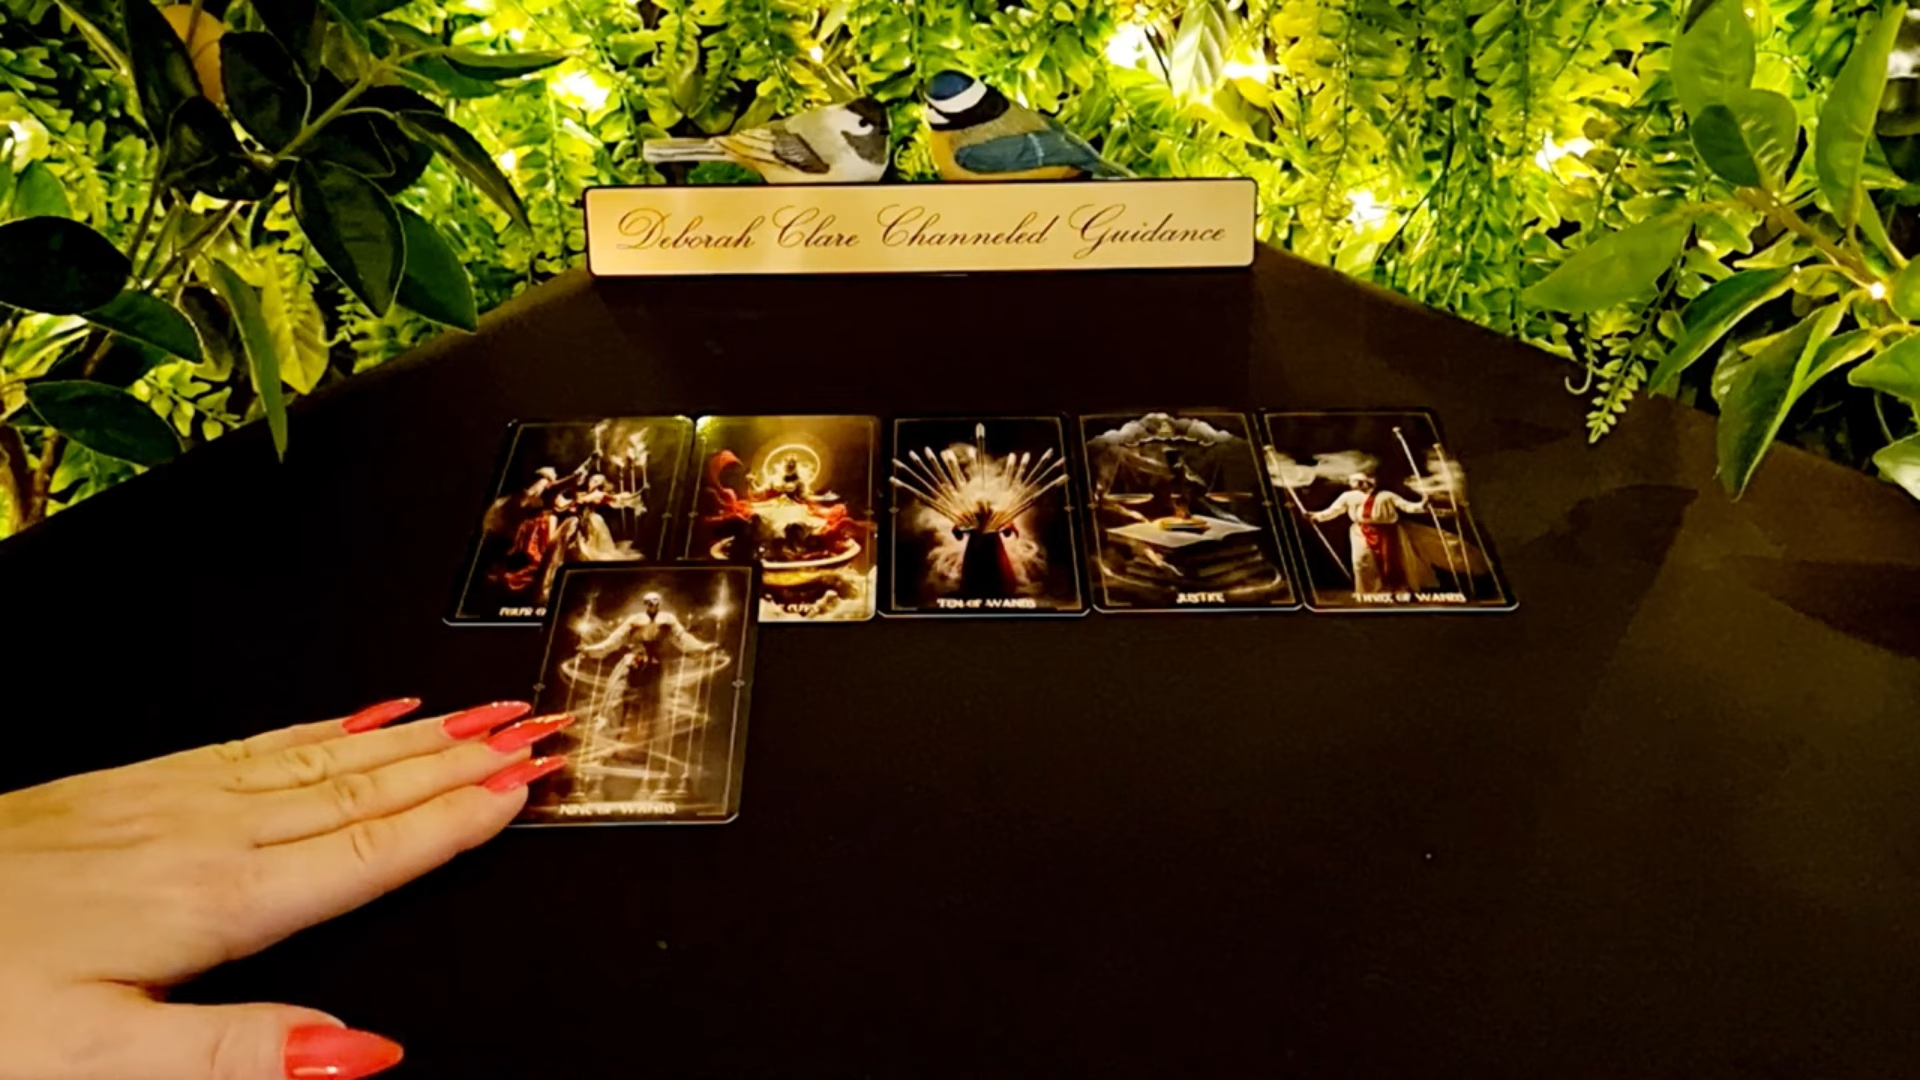 Deborah Clare Channeled Guidance
TEN OF WANDS
JUSTICE
THREE OF WANDS
NINE OF WANDS